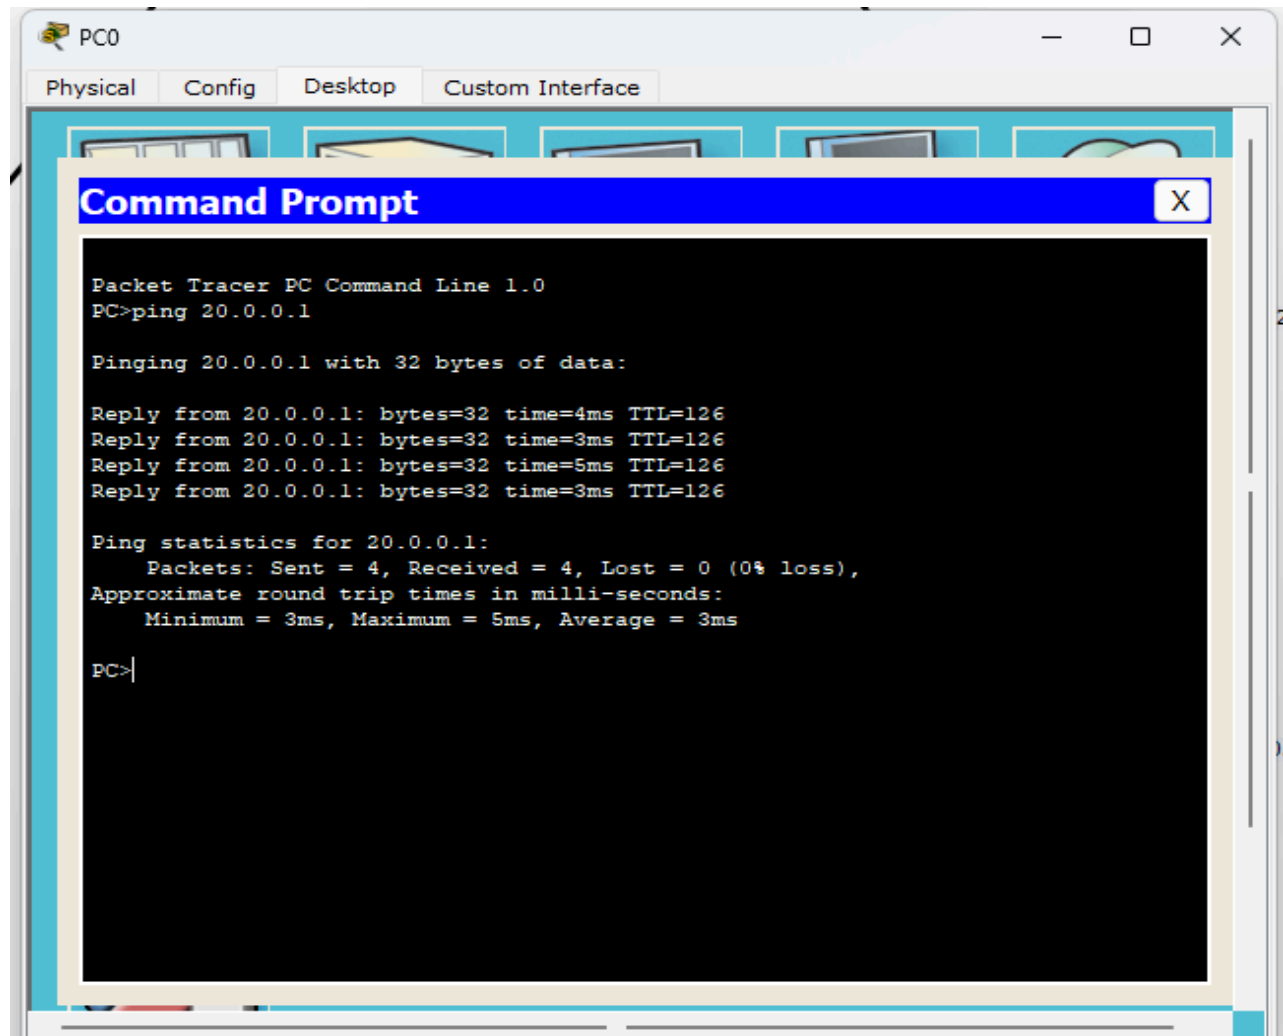 PC0
Physical Config Desktop Custom Interface
Command Prompt X
Packet Tracer PC Command Line 1.0
PC>ping 20.0.0.1
Pinging 20.0.0.1 with 32 bytes of data:
Reply from 20.0.0.1: bytes=32 time=4ms TTL=126
Reply from 20.0.0.1: bytes=32 time=3ms TTL=126
Reply from 20.0.0.1: bytes=32 time=5ms TTL=126
Reply from 20.0.0.1: bytes=32 time=3ms TTL=126
Ping statistics for 20.0.0.1:
Packets: Sent = 4, Received = 4, Lost = 0 (0% loss),
Approximate round trip times in milli-seconds:
Minimum = 3ms, Maximum = 5ms, Average = 3ms
PC>